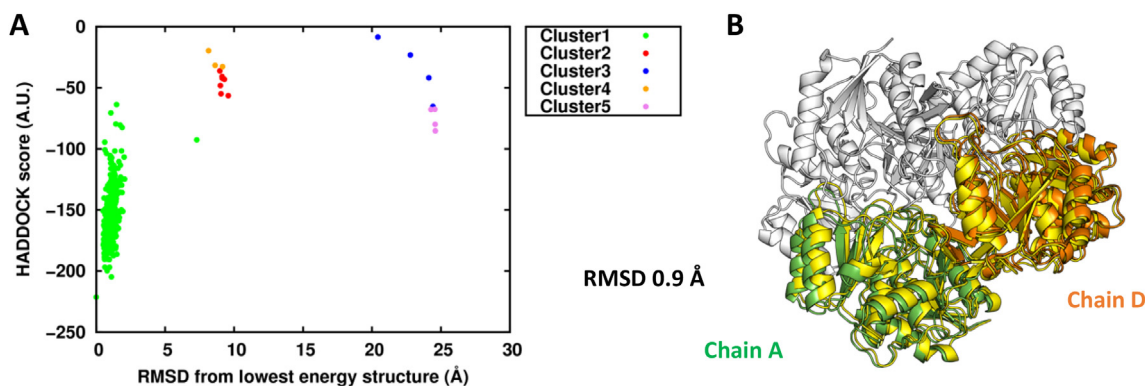 A
HADDOCK score (A.U.)
0
−50
−100
−150
−200
−250
0
5
10
15
20
25
30
RMSD from lowest energy structure (Å)
Cluster1
Cluster2
Cluster3
Cluster4
Cluster5
B
RMSD 0.9 Å
Chain A
Chain D